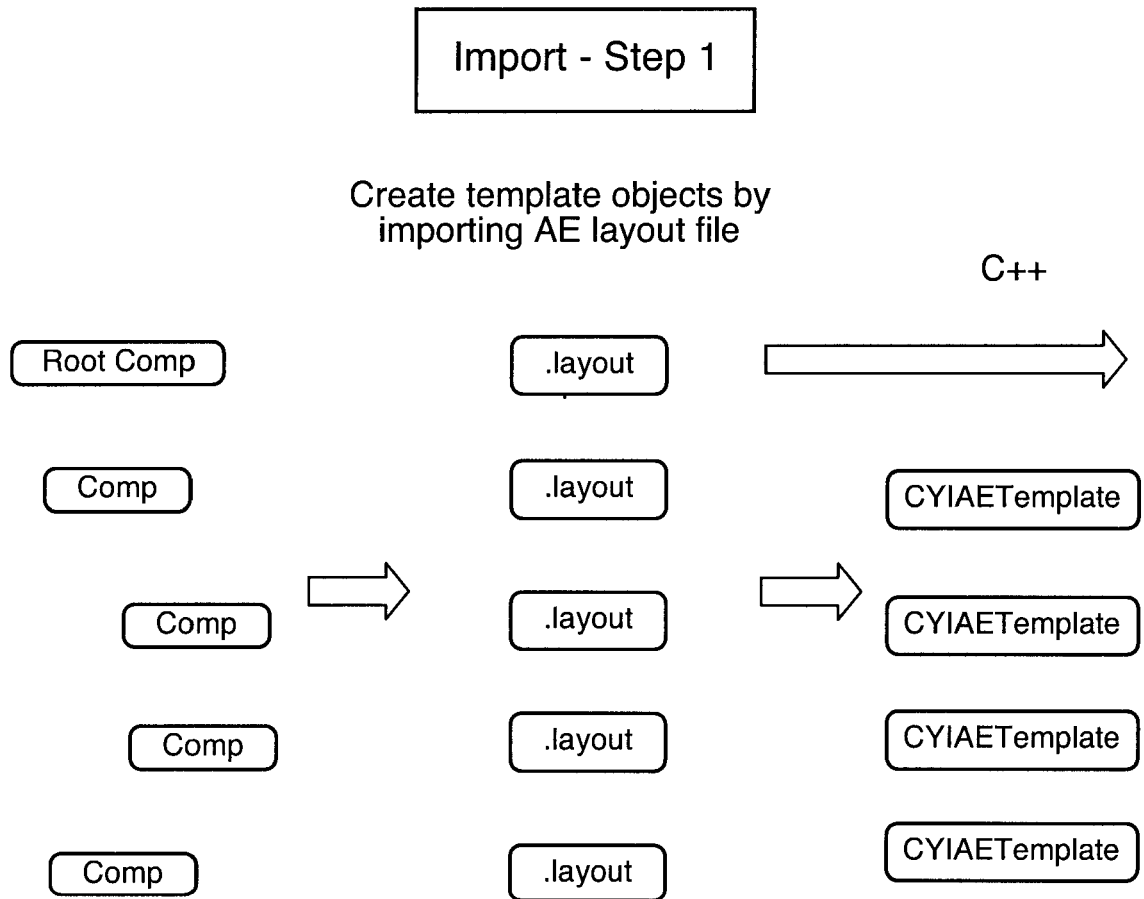 Import - Step 1
Create template objects by
importing AE layout file
C++
Root Comp
.layout
Comp
.layout
CYIAETemplate
Comp
.layout
CYIAETemplate
Comp
.layout
CYIAETemplate
Comp
.layout
CYIAETemplate